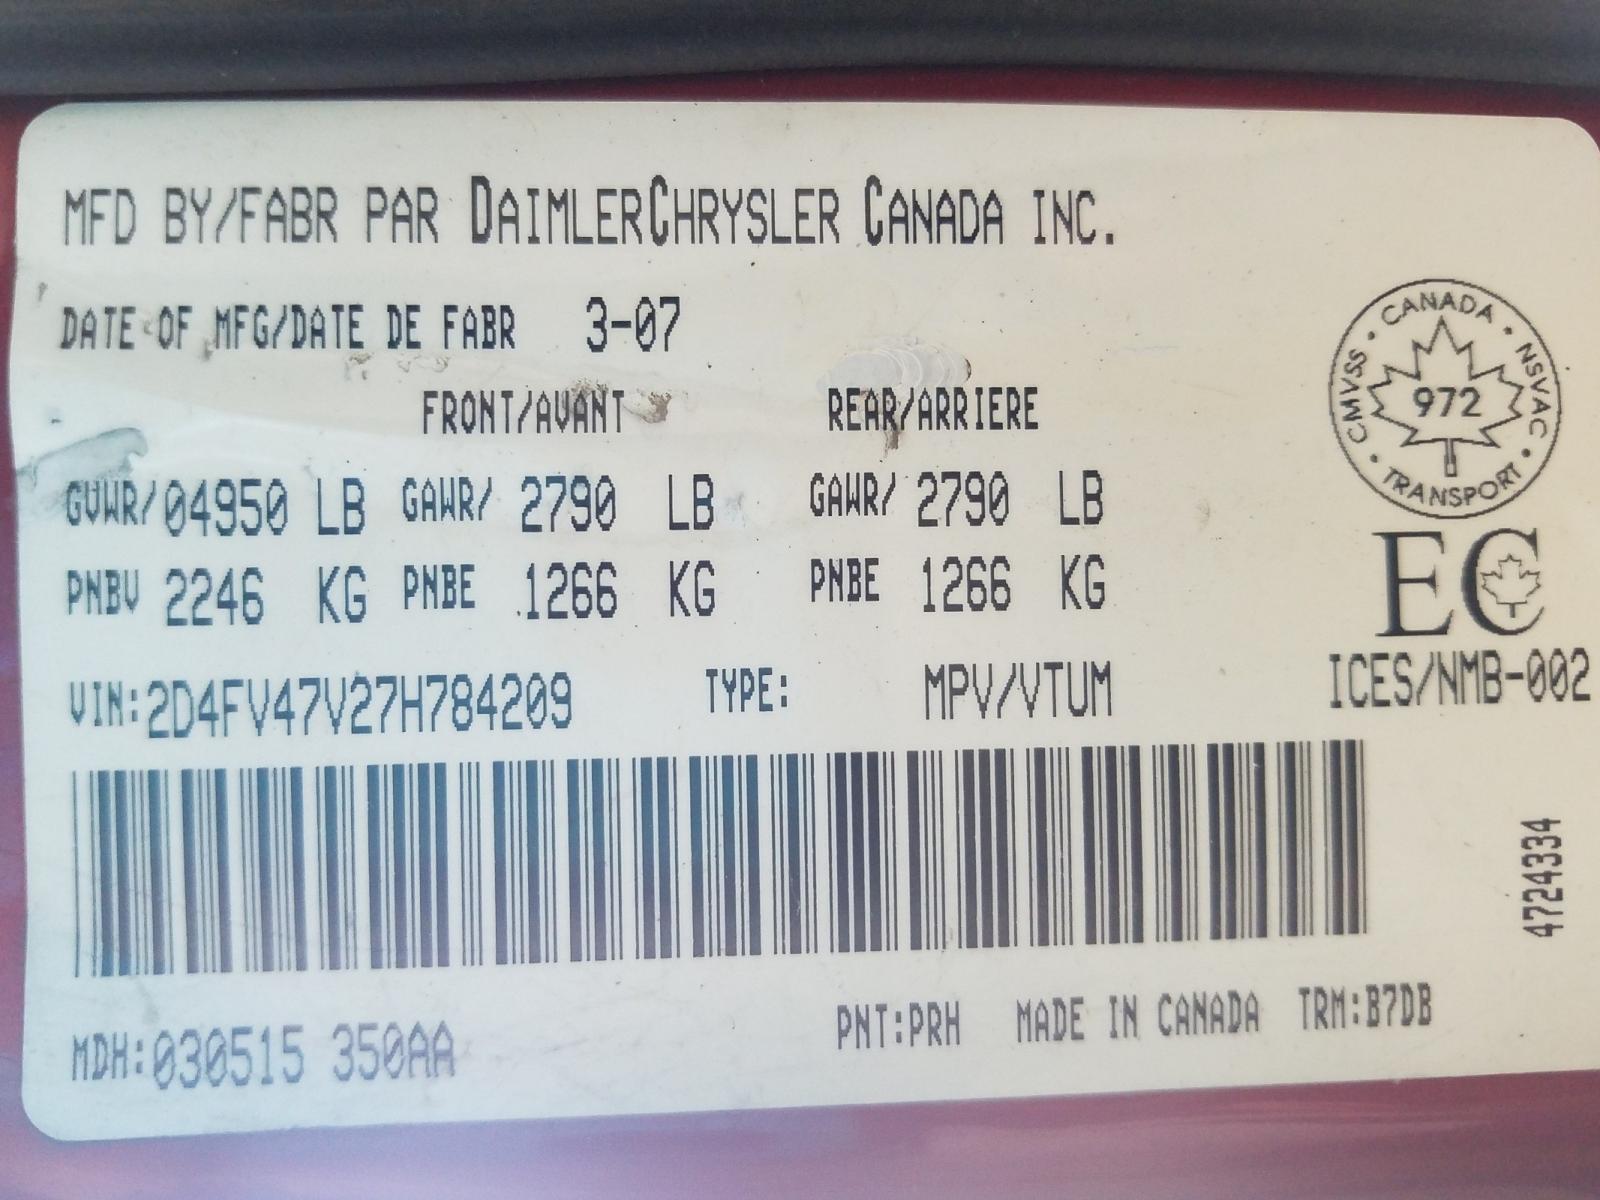 MFD BY/FABR PAR DAIMLERCHRYSLER CANADA INC.
DATE OF MFG/DATE DE FABR 3-07
FRONT/AVANT REAR/ARRIERE
GVWR/04950 LB GAWR/ 2790 LB GAWR/ 2790 LB
PNBV 2246 KG PNBE 1266 KG PNBE 1266 KG
VIN:2D4FV47V27H784209 TYPE: MPV/VTUM
MDH:030515 350AA PNT:PRH MADE IN CANADA TRM:B7DB
CANADA • NSVAC • TRANSPORT • CMVSS •
972
EC
ICES/NMB-002
4724334